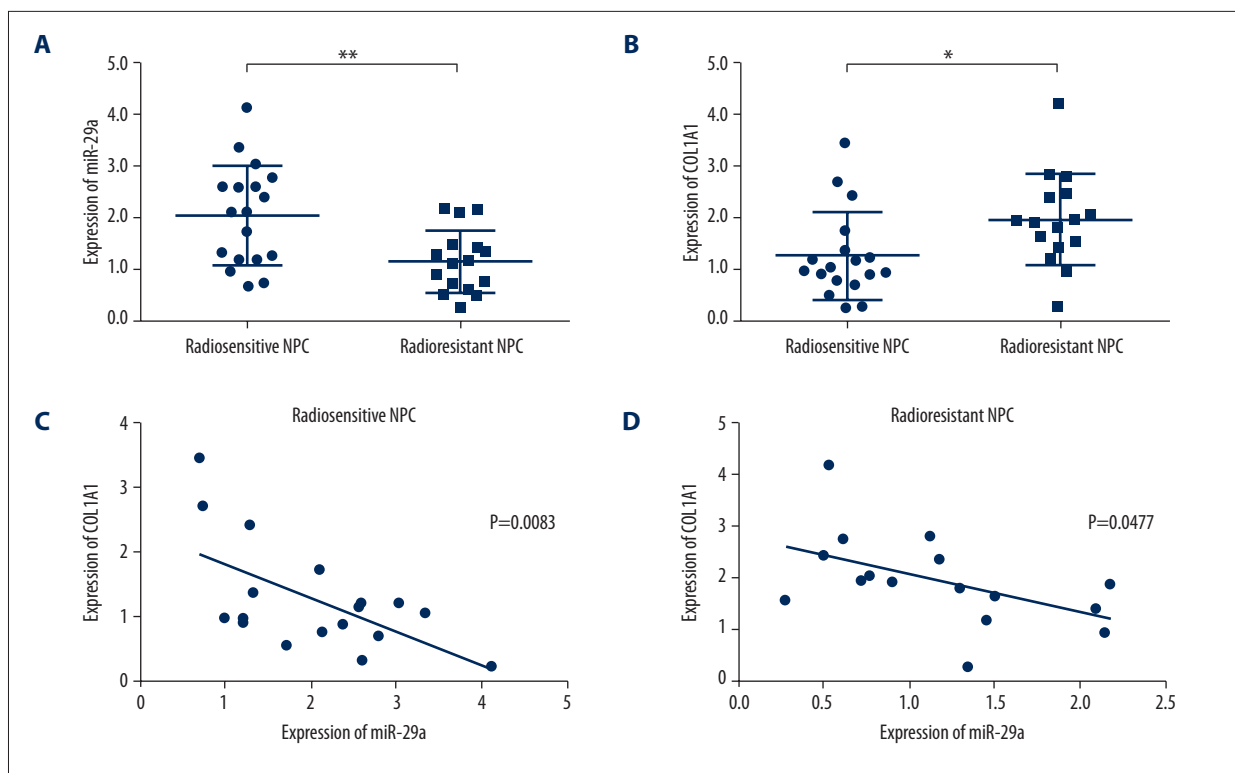 A
**
Expression of miR-29a
5.0
4.0
3.0
2.0
1.0
0.0
Radiosensitive NPC
Radioresistant NPC
B
*
Expression of COL1A1
5.0
4.0
3.0
2.0
1.0
0.0
Radiosensitive NPC
Radioresistant NPC
C
Radiosensitive NPC
Expression of COL1A1
4
3
2
1
0
P=0.0083
0 1 2 3 4 5
Expression of miR-29a
D
Radioresistant NPC
Expression of COL1A1
5
4
3
2
1
0
P=0.0477
0.0 0.5 1.0 1.5 2.0 2.5
Expression of miR-29a